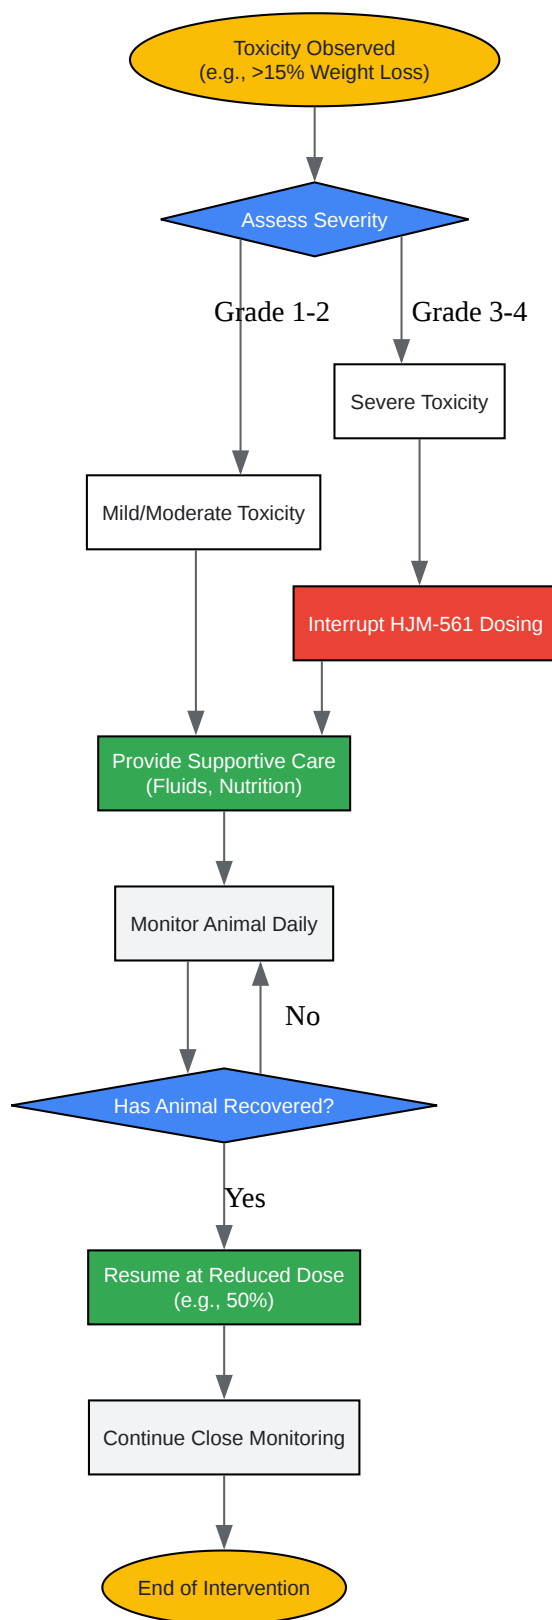 Toxicity Observed
(e.g., >15% Weight Loss)
Assess Severity
Grade 1-2
Grade 3-4
Severe Toxicity
Mild/Moderate Toxicity
Interrupt HJM-561 Dosing
Provide Supportive Care
(Fluids, Nutrition)
Monitor Animal Daily
No
Has Animal Recovered?
Yes
Resume at Reduced Dose
(e.g., 50%)
Continue Close Monitoring
End of Intervention